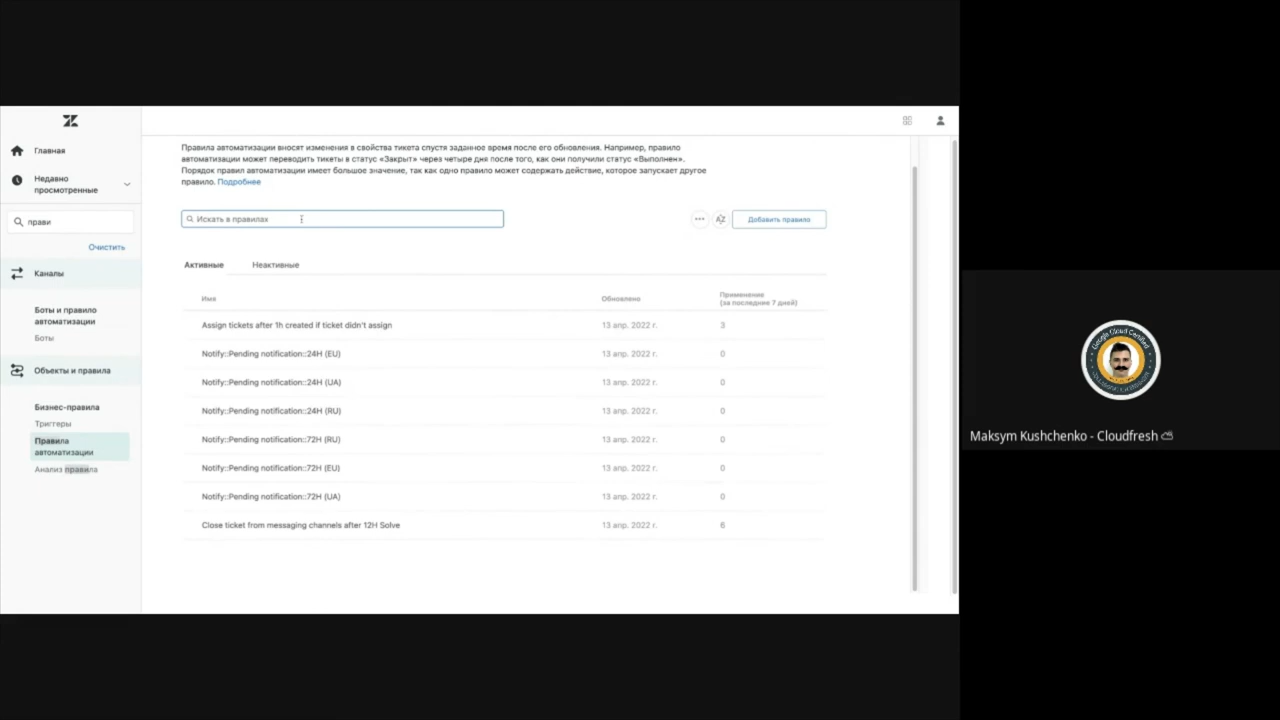 Главная
Недавно
просмотренные
прави
Очистить
Каналы
Боты и правило
автоматизации
Боты
Объекты и правила
Бизнес-правила
Триггеры
Правила
автоматизации
Анализ правила
Правила автоматизации вносят изменения в свойства тикета спустя заданное время после его обновления. Например, правило
автоматизации может переводить тикеты в статус «Закрыт» через четыре дня после того, как они получили статус «Выполнен».
Порядок правил автоматизации имеет большое значение, так как одно правило может содержать действие, которое запускает другое
правило. Подробнее
Искать в правилах
Добавить правило
Активные Неактивные
Имя Обновлено Применения
(за последние 7 дней)
Assign tickets after 1h created if ticket didn't assign 13 апр. 2022 г. 3
Notify::Pending notification::24H (EU) 13 апр. 2022 г. 0
Notify::Pending notification::24H (UA) 13 апр. 2022 г. 0
Notify::Pending notification::24H (RU) 13 апр. 2022 г. 0
Notify::Pending notification::72H (RU) 13 апр. 2022 г. 0
Notify::Pending notification::72H (EU) 13 апр. 2022 г. 0
Notify::Pending notification::72H (UA) 13 апр. 2022 г. 0
Close ticket from messaging channels after 12H Solve 13 апр. 2022 г. 6
Google Cloud Certified
Maksym Kushchenko - Cloudfresh